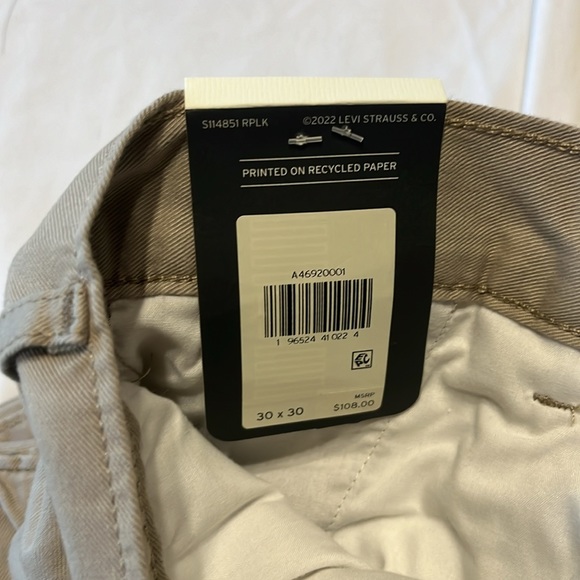 S114851 RPLK ©2022 LEVI STRAUSS & CO.
PRINTED ON RECYCLED PAPER
A46920001
1 96524 41022 4
MSRP
30 x 30 $108.00